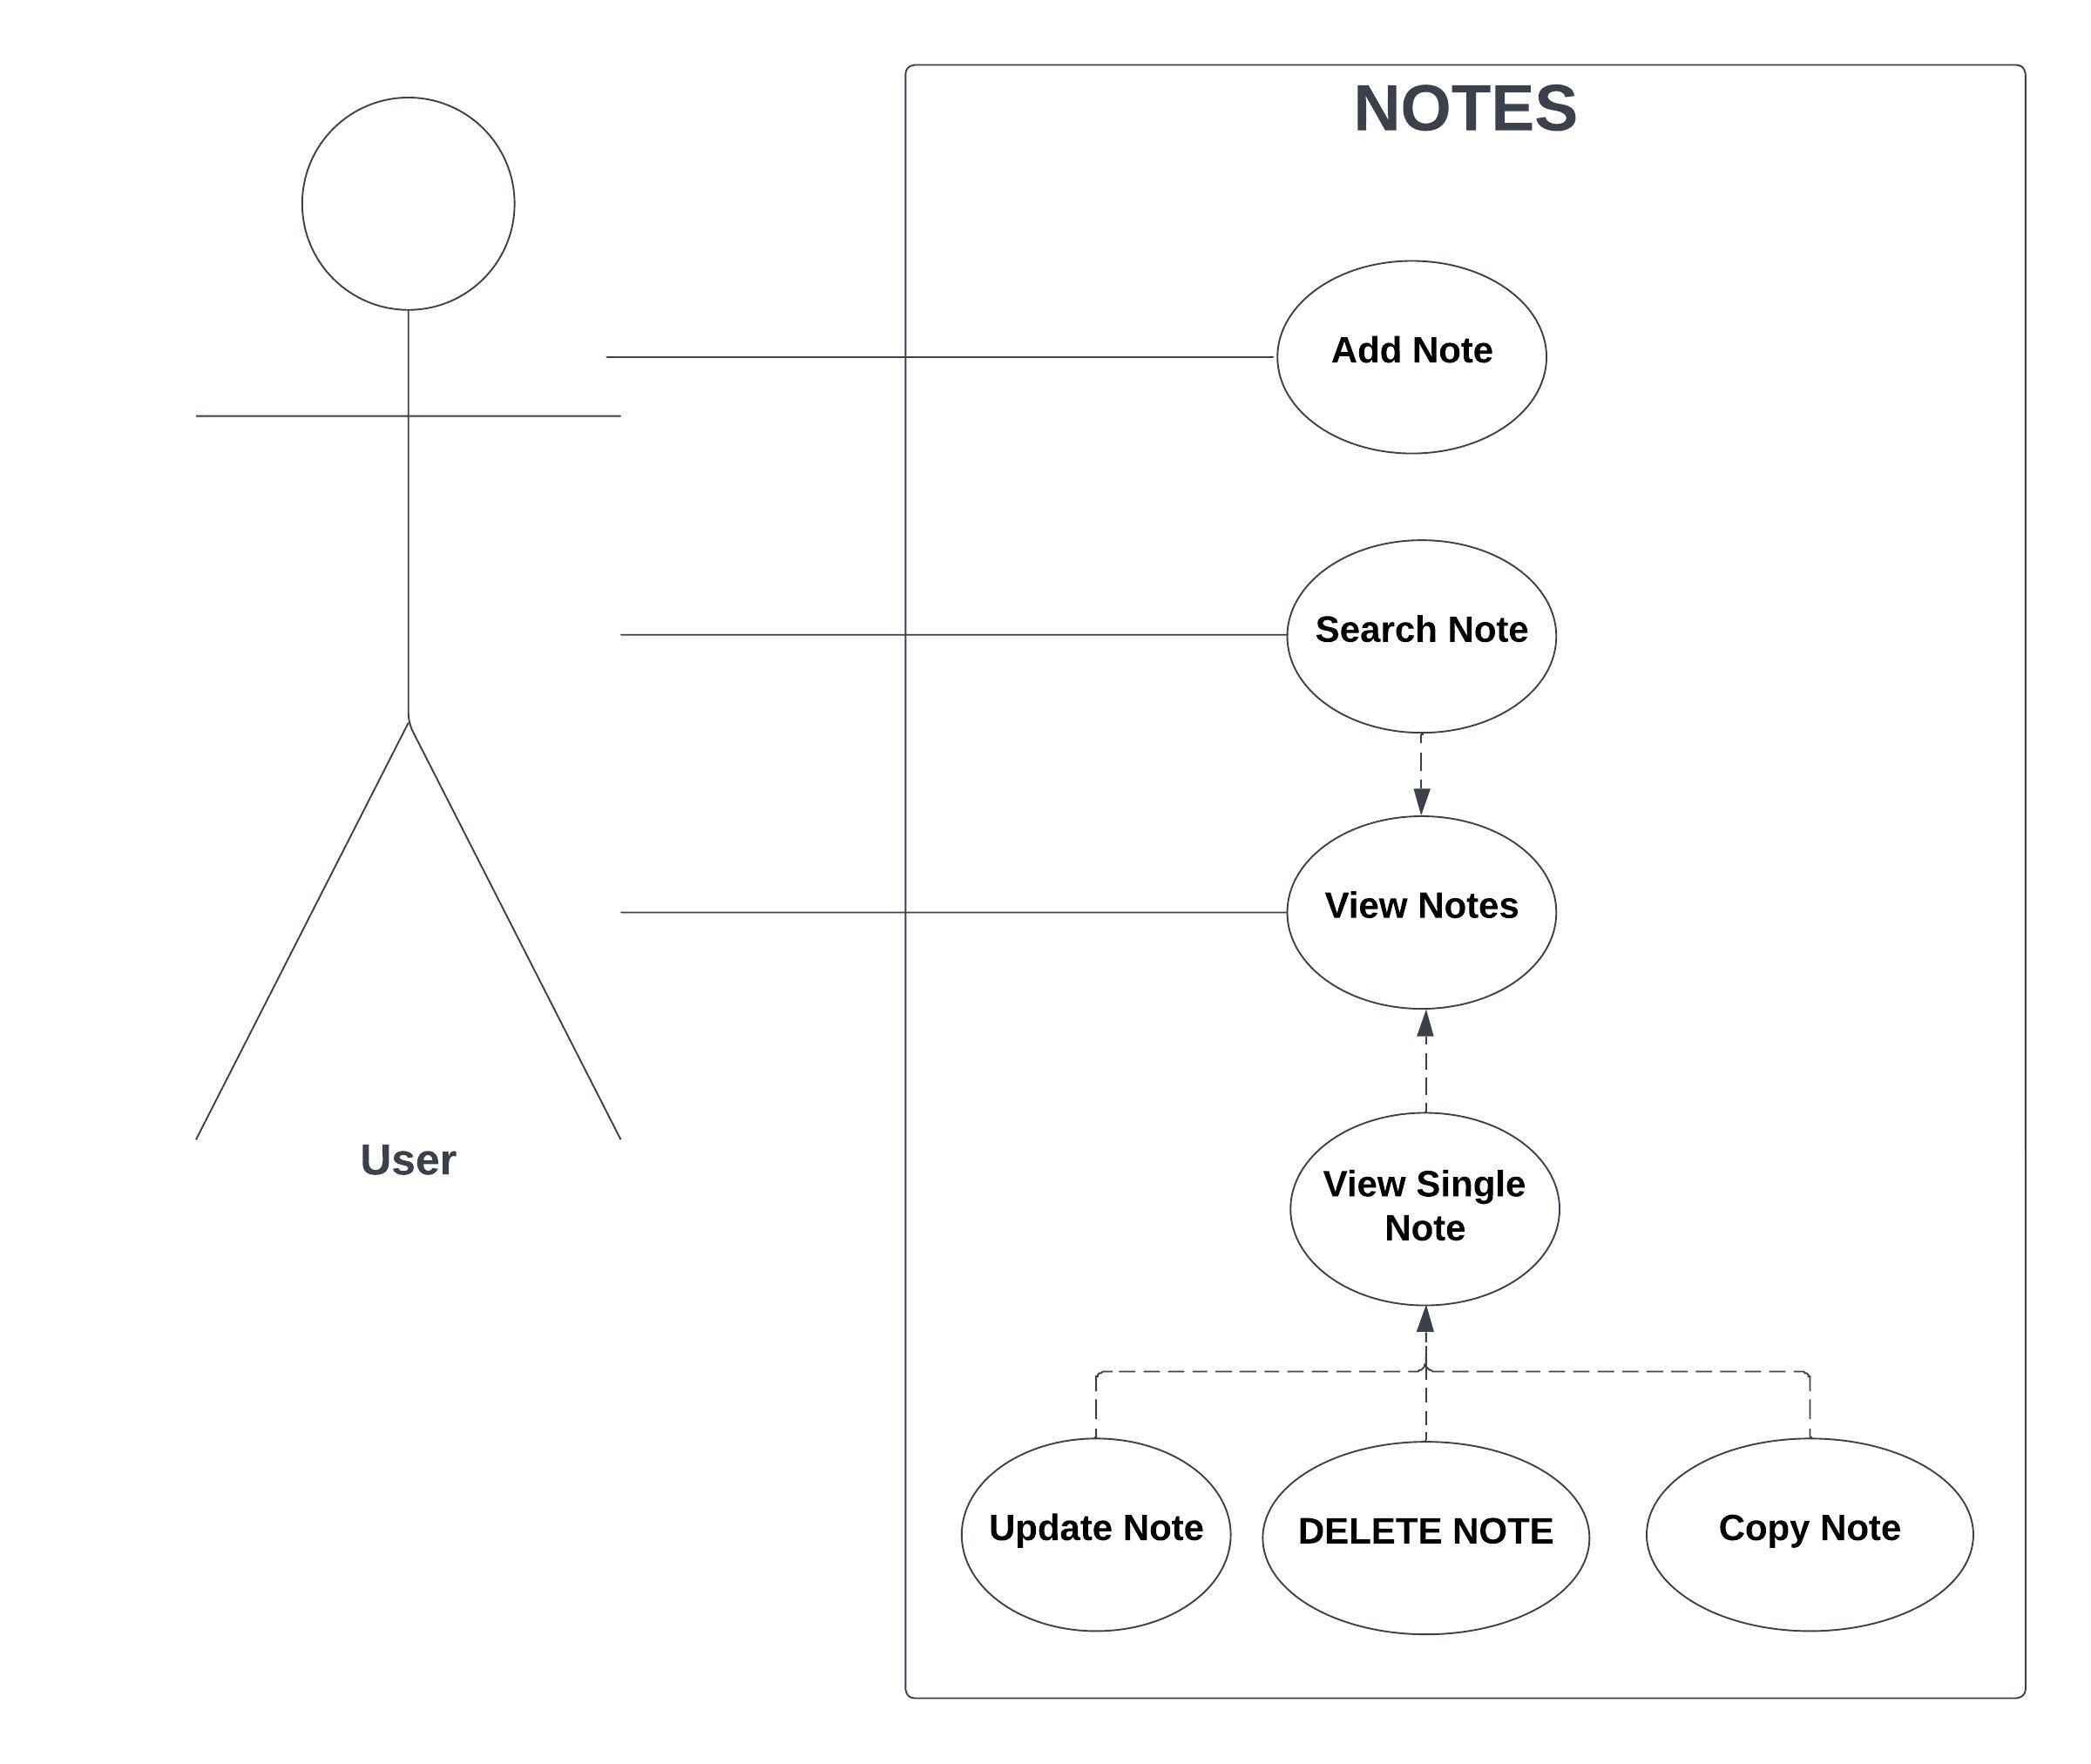 NOTES
Add Note
Search Note
View Notes
View Single
Note
User
Update Note
DELETE NOTE
Copy Note